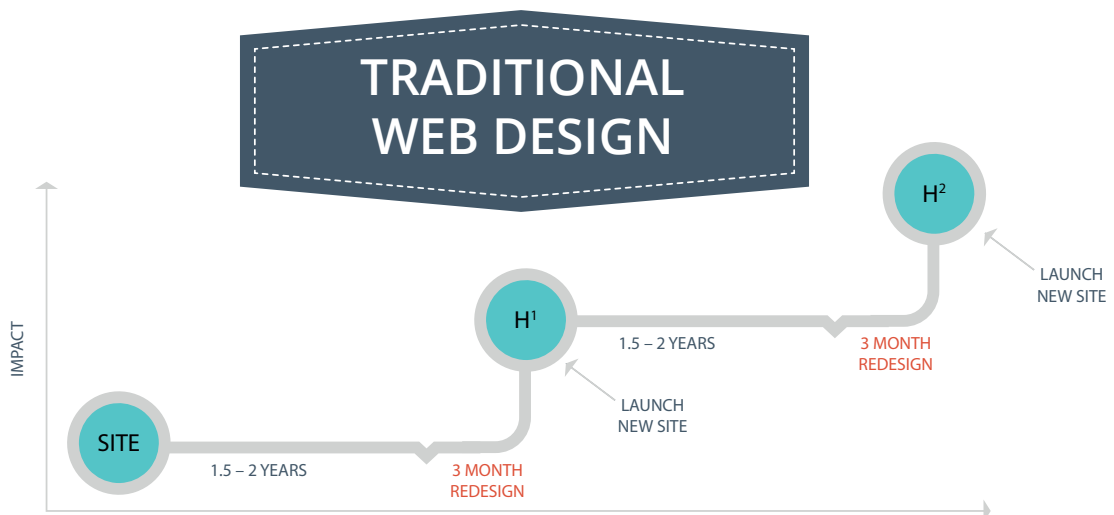 TRADITIONAL
WEB DESIGN
H²
LAUNCH
NEW SITE
IMPACT
H¹
1.5 – 2 YEARS
3 MONTH
REDESIGN
LAUNCH
NEW SITE
SITE
1.5 – 2 YEARS
3 MONTH
REDESIGN